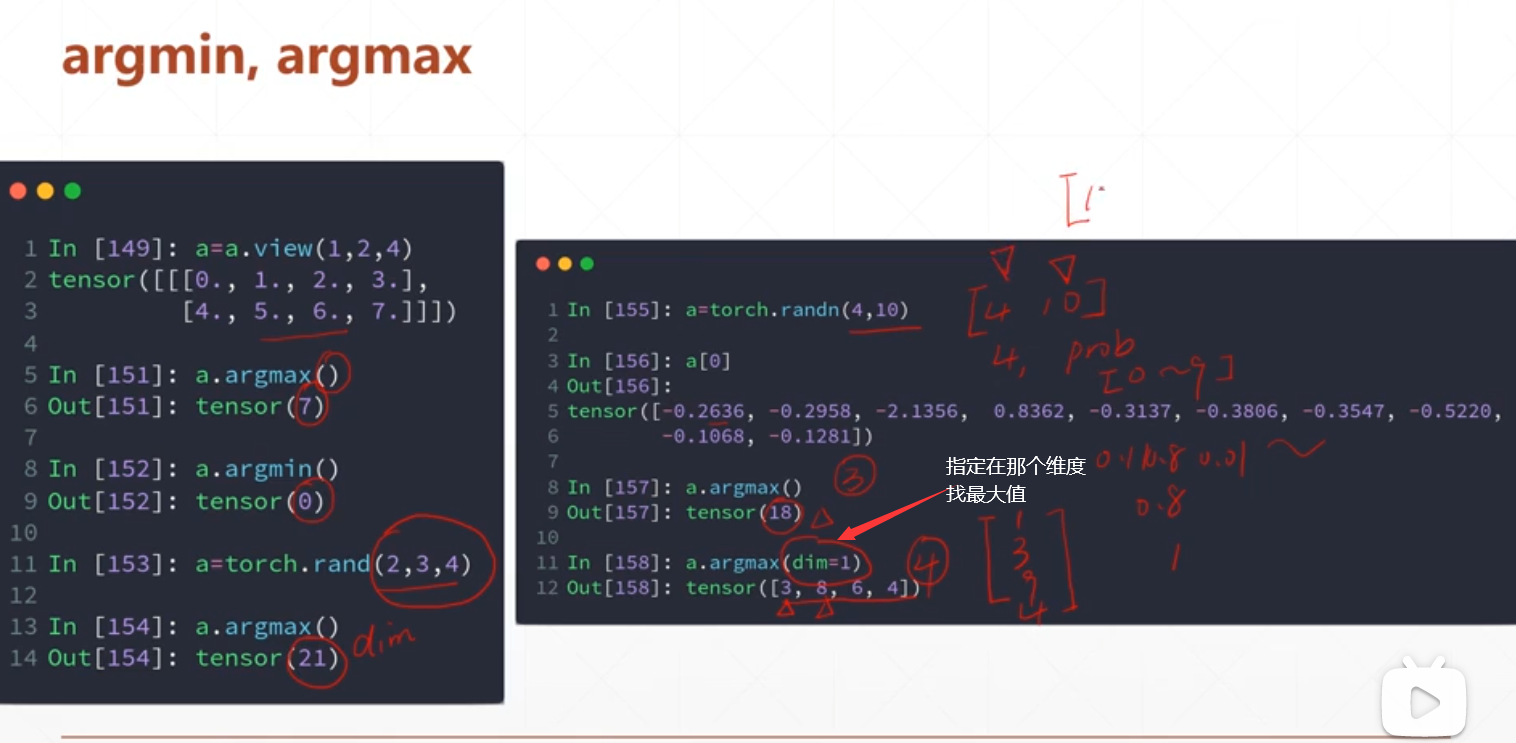 argmin, argmax
1 In [149]: a=a.view(1,2,4)
2 tensor([[[0., 1., 2., 3.],
3 [4., 5., 6., 7.]]])
4
5 In [151]: a.argmax()
6 Out[151]: tensor(7)
7
8 In [152]: a.argmin()
9 Out[152]: tensor(0)
10
11 In [153]: a=torch.rand(2,3,4)
12
13 In [154]: a.argmax()
14 Out[154]: tensor(21)
dim
1 In [155]: a=torch.randn(4,10)
2
3 In [156]: a[0]
4 Out[156]:
5 tensor([-0.2636, -0.2958, -2.1356, 0.8362, -0.3137, -0.3806, -0.3547, -0.5220,
6 -0.1068, -0.1281])
7
8 In [157]: a.argmax()
9 Out[157]: tensor(18)
10
11 In [158]: a.argmax(dim=1)
12 Out[158]: tensor([3, 8, 6, 4])
[4, 10]
4, prob
[0~9]
③
指定在那个维度
找最大值
0.1 0.8 0.01
0.8
1
④
1
3
9
4